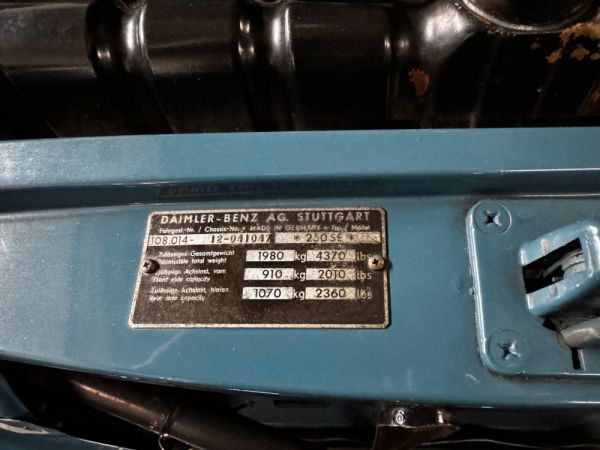 DAIMLER-BENZ AG. STUTTGART
Fahrgest.-Nr. / Chassis-No. * MADE IN GERMANY * Typ / Model
108.014- 12-041047 * 250SE *
Zulässiges Gesamtgewicht
permissible total weight 1980 kg 4370 lbs
Zulässige Achslast, vorn
Front axle capacity 910 kg 2010 lbs
Zulässige Achslast, hinten
Rear axle capacity 1070 kg 2360 lbs